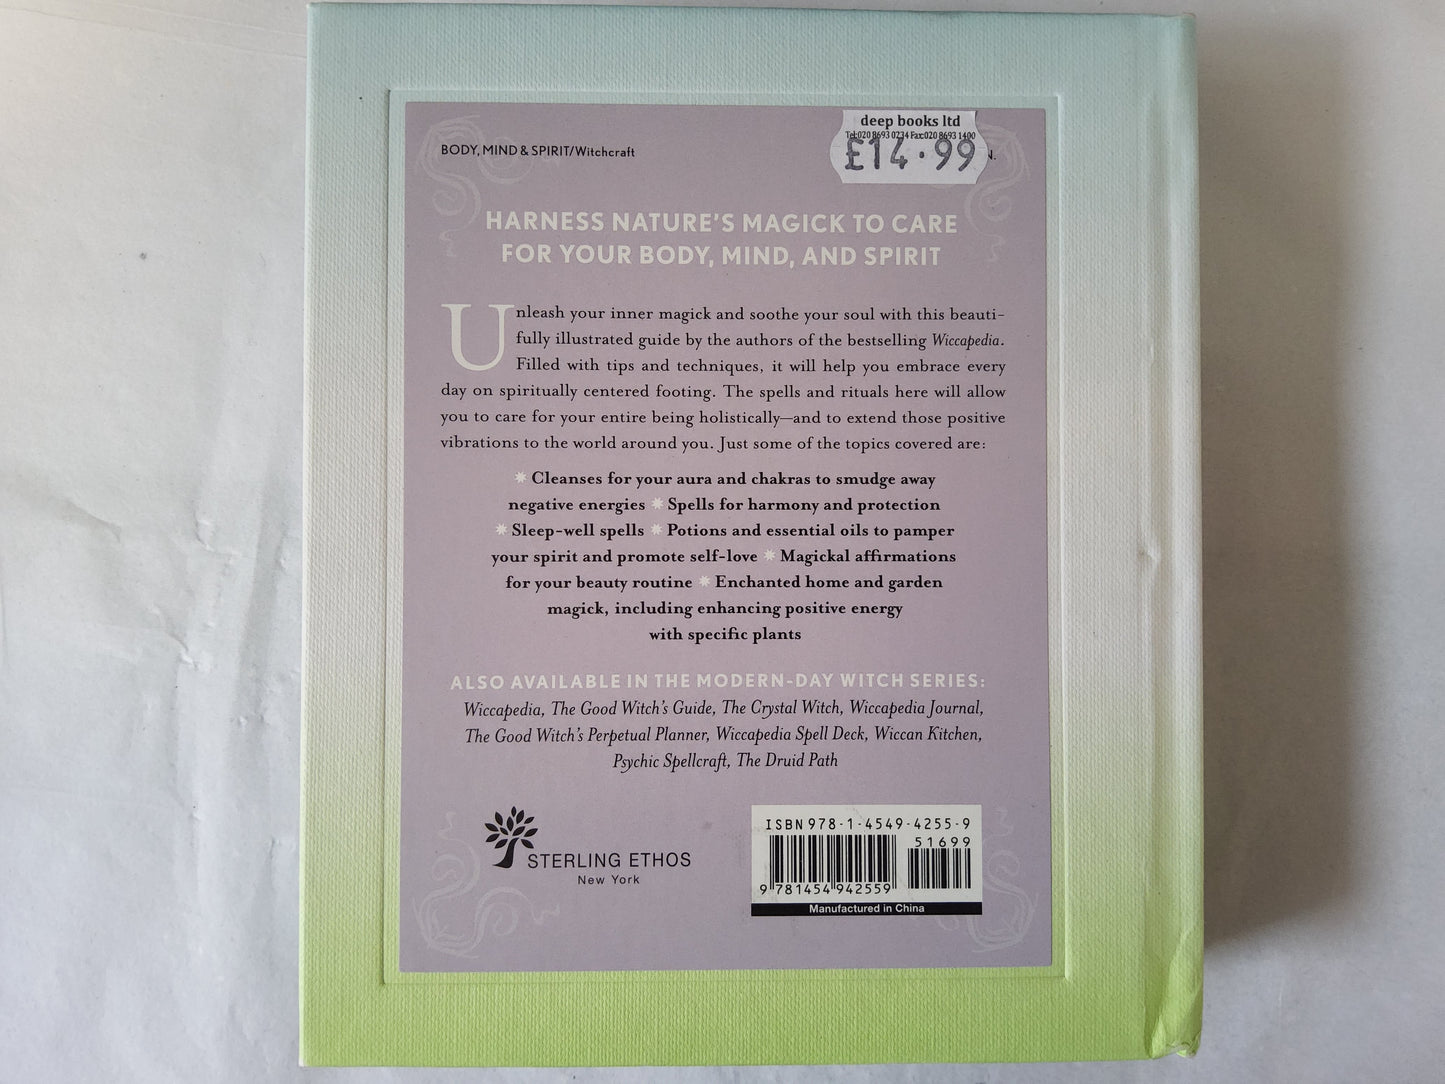 deep books ltd
Tel:020 8693 0234 Fax:020 8693 1400
£14.99
BODY, MIND & SPIRIT/Witchcraft
HARNESS NATURE'S MAGICK TO CARE
FOR YOUR BODY, MIND, AND SPIRIT
Unleash your inner magick and soothe your soul with this beauti-
fully illustrated guide by the authors of the bestselling Wiccapedia.
Filled with tips and techniques, it will help you embrace every
day on spiritually centered footing. The spells and rituals here will allow
you to care for your entire being holistically—and to extend those positive
vibrations to the world around you. Just some of the topics covered are:
✷ Cleanses for your aura and chakras to smudge away
negative energies ✷ Spells for harmony and protection
✷ Sleep-well spells ✷ Potions and essential oils to pamper
your spirit and promote self-love ✷ Magickal affirmations
for your beauty routine ✷ Enchanted home and garden
magick, including enhancing positive energy
with specific plants
ALSO AVAILABLE IN THE MODERN-DAY WITCH SERIES:
Wiccapedia, The Good Witch's Guide, The Crystal Witch, Wiccapedia Journal,
The Good Witch's Perpetual Planner, Wiccapedia Spell Deck, Wiccan Kitchen,
Psychic Spellcraft, The Druid Path
STERLING ETHOS
New York
ISBN 978-1-4549-4255-9
51699
9 781454 942559
Manufactured in China